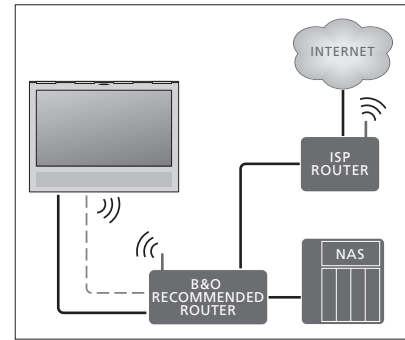 INTERNET
ISP
ROUTER
NAS
B&O
RECOMMENDED
ROUTER